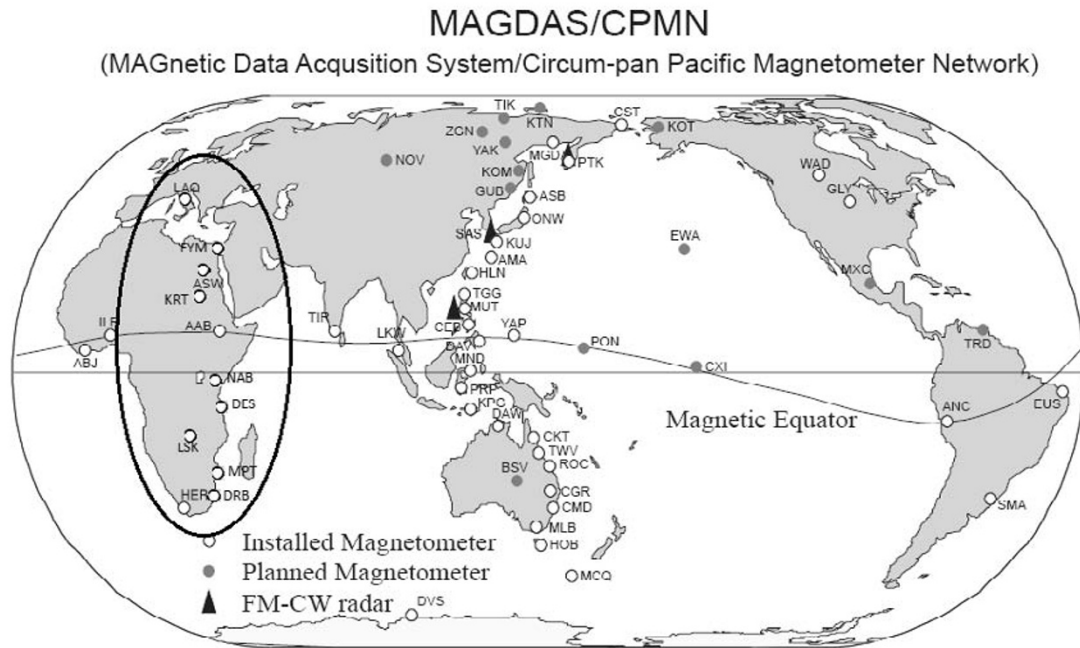 MAGDAS/CPMN
(MAGnetic Data Acqusition System/Circum-pan Pacific Magnetometer Network)
TIK
KTN
CST
KOT
ZGN
YAK
MGD
PTK
NOV
KOM
GUD
ASB
ONW
SAS
KUJ
AMA
HLN
TGG
MUT
CEB
YAP
DAV
MND
PRP
KPG
DAW
LKW
TIR
LAQ
FYM
ASW
KRT
AAB
ABJ
NAB
DES
LSK
MPT
HER
DRB
WAD
GLY
EWA
MXC
PON
CXI
TRD
ANC
EUS
SMA
Magnetic Equator
CKT
TWV
ROC
BSV
CGR
CMD
MLB
HOB
MCQ
DVS
Installed Magnetometer
Planned Magnetometer
FM-CW radar